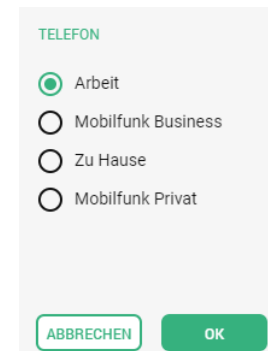 TELEFON
Arbeit
Mobilfunk Business
Zu Hause
Mobilfunk Privat
ABBRECHEN OK